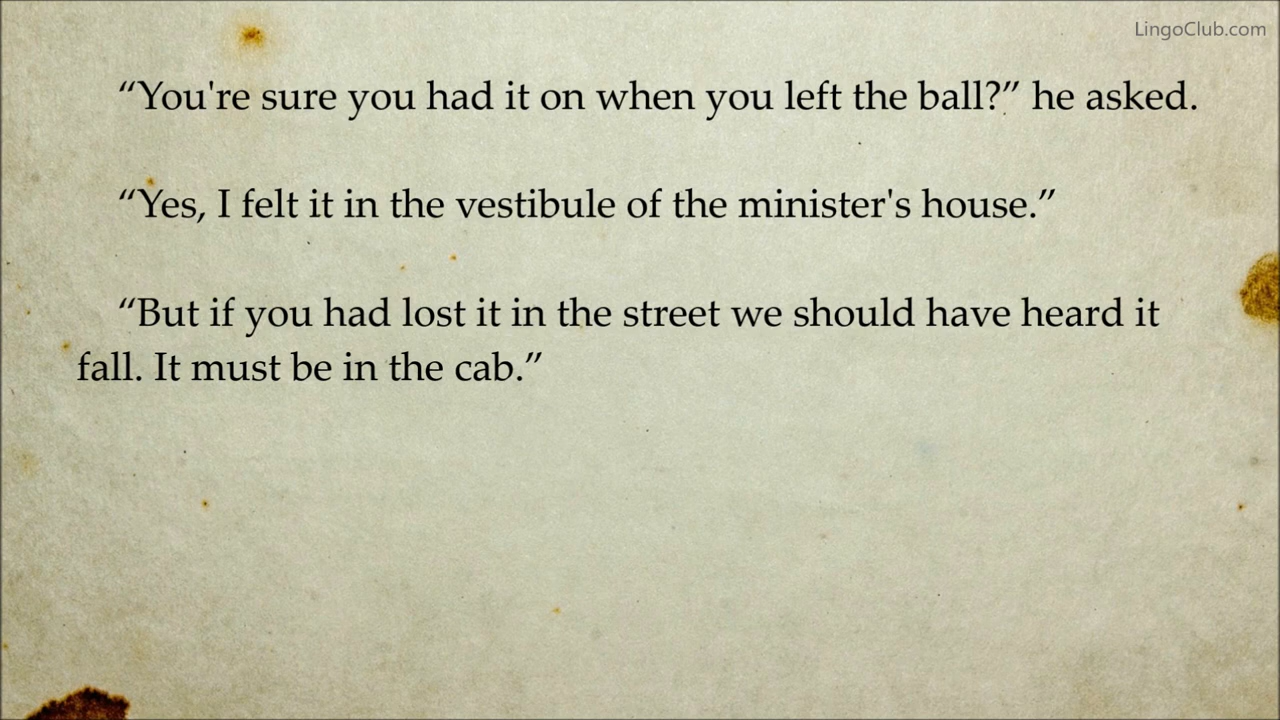 LingoClub.com
“You're sure you had it on when you left the ball?” he asked.
“Yes, I felt it in the vestibule of the minister's house.”
“But if you had lost it in the street we should have heard it
fall. It must be in the cab.”